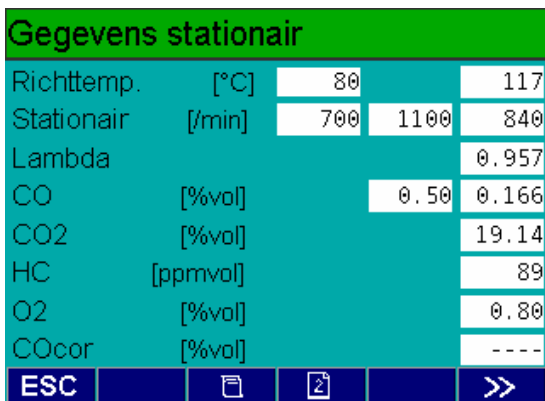 Gegevens stationair
Richttemp. [°C] 80 117
Stationair [/min] 700 1100 840
Lambda 0.957
CO [%vol] 0.50 0.166
CO2 [%vol] 19.14
HC [ppmvol] 89
O2 [%vol] 0.80
COcor [%vol] ----
ESC 2 >>